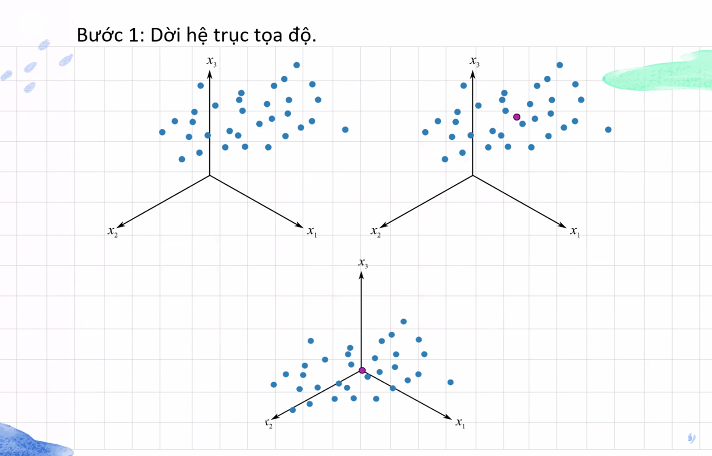 Bước 1: Dời hệ trục tọa độ.
x₃
x₂
x₁
x₃
x₂
x₁
x₃
x₂
x₁